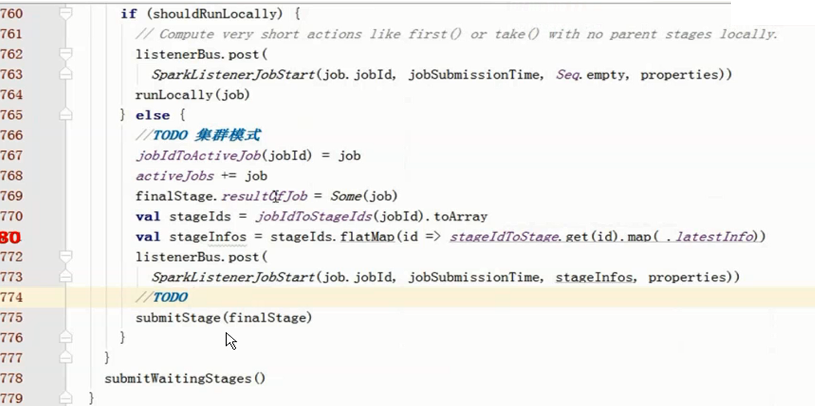 760 if (shouldRunLocally) {
761 // Compute very short actions like first() or take() with no parent stages locally.
762 listenerBus.post(
763 SparkListenerJobStart(job.jobId, jobSubmissionTime, Seq.empty, properties))
764 runLocally(job)
765 } else {
766 //TODO 集群模式
767 jobIdToActiveJob(jobId) = job
768 activeJobs += job
769 finalStage.resultOfJob = Some(job)
770 val stageIds = jobIdToStageIds(jobId).toArray
80 val stageInfos = stageIds.flatMap(id => stageIdToStage.get(id).map(_.latestInfo))
772 listenerBus.post(
773 SparkListenerJobStart(job.jobId, jobSubmissionTime, stageInfos, properties))
774 //TODO
775 submitStage(finalStage)
776 }
777 }
778 submitWaitingStages()
779 }